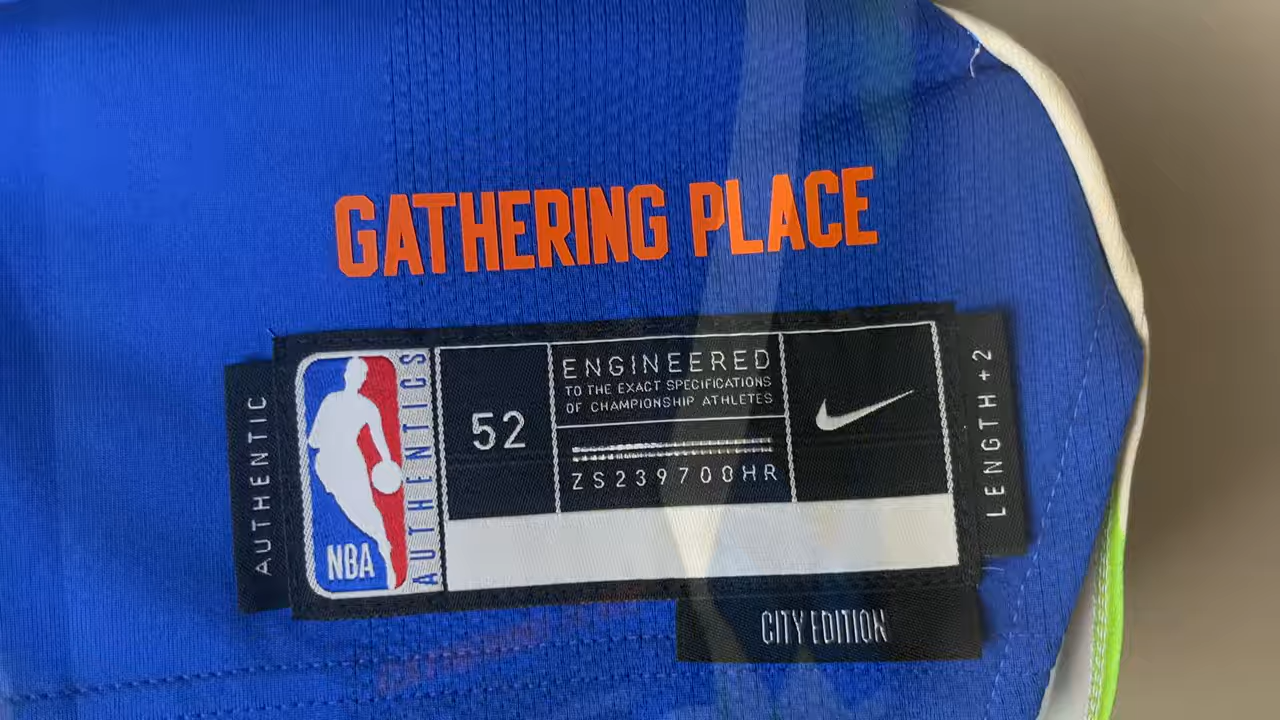 GATHERING PLACE
AUTHENTIC
NBA
AUTHENTICS
52
ENGINEERED
TO THE EXACT SPECIFICATIONS
OF CHAMPIONSHIP ATHLETES
ZS239700HR
LENGTH +2
CITY EDITION